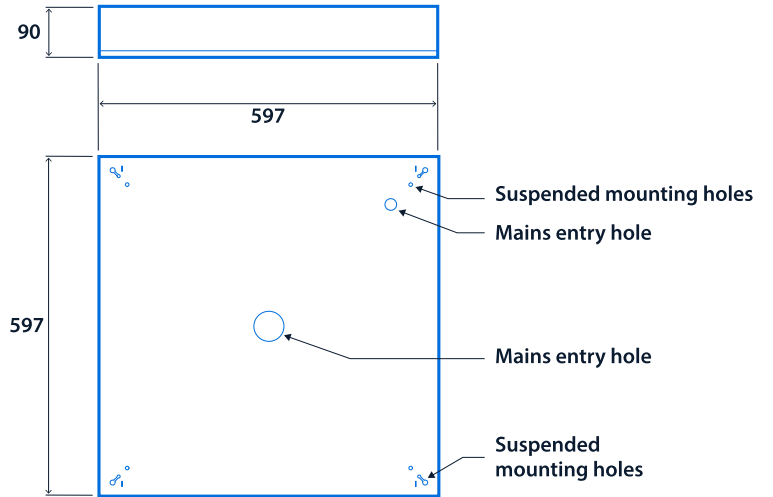 90
597
Suspended mounting holes
Mains entry hole
597
Mains entry hole
Suspended
mounting holes